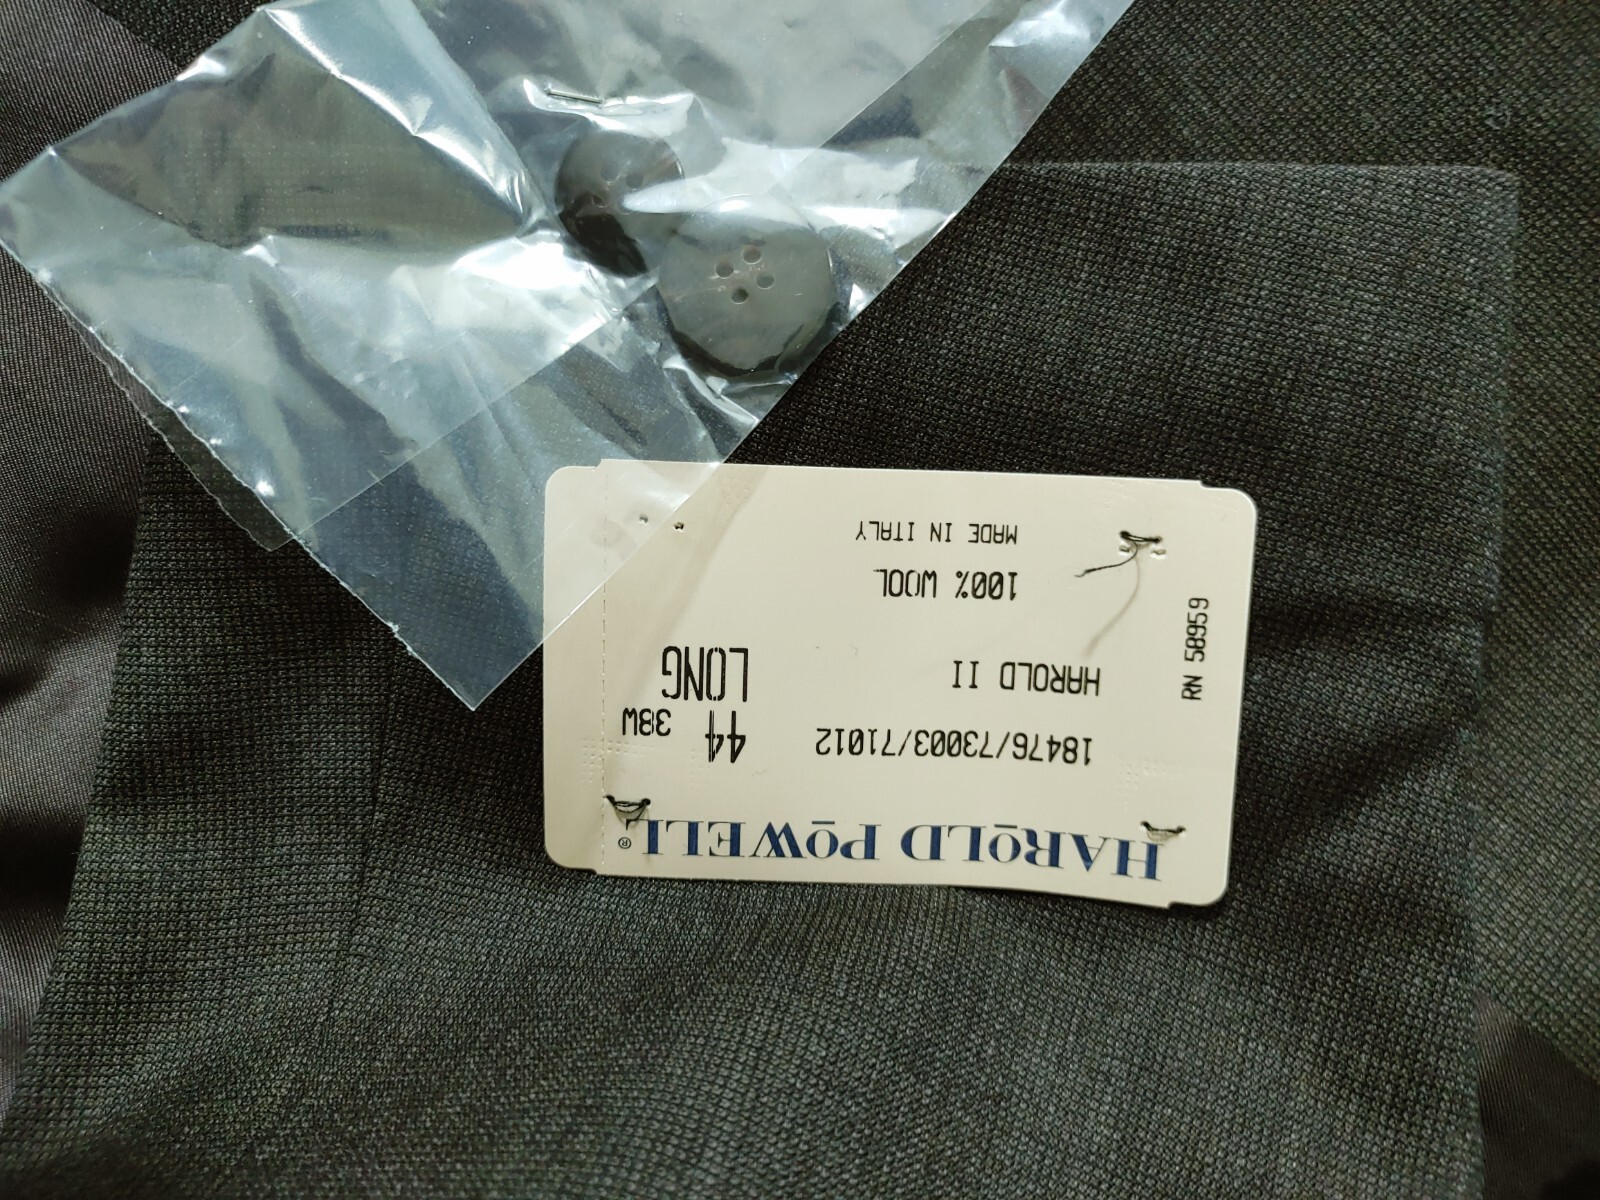 HAROLD POWELL®
18476/73003/71012
44 38W
LONG
HAROLD II
100% WOOL
MADE IN ITALY
RN 58959